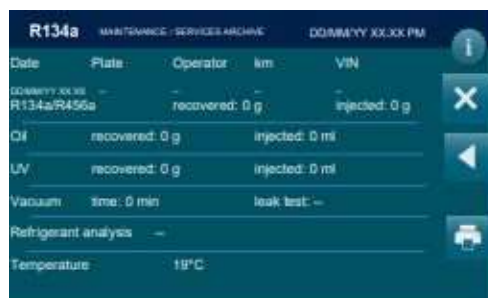 R134a MAINTENANCE / SERVICES ARCHIVE DD/MM/YY XX:XX PM
Date Plate Operator km VIN
DD/MM/YY XX:XX -- -- -- --
R134a/R456a recovered: 0 g injected: 0 g
Oil recovered: 0 g injected: 0 ml
UV recovered: 0 g injected: 0 ml
Vacuum time: 0 min leak test: --
Refrigerant analysis --
Temperature 19°C